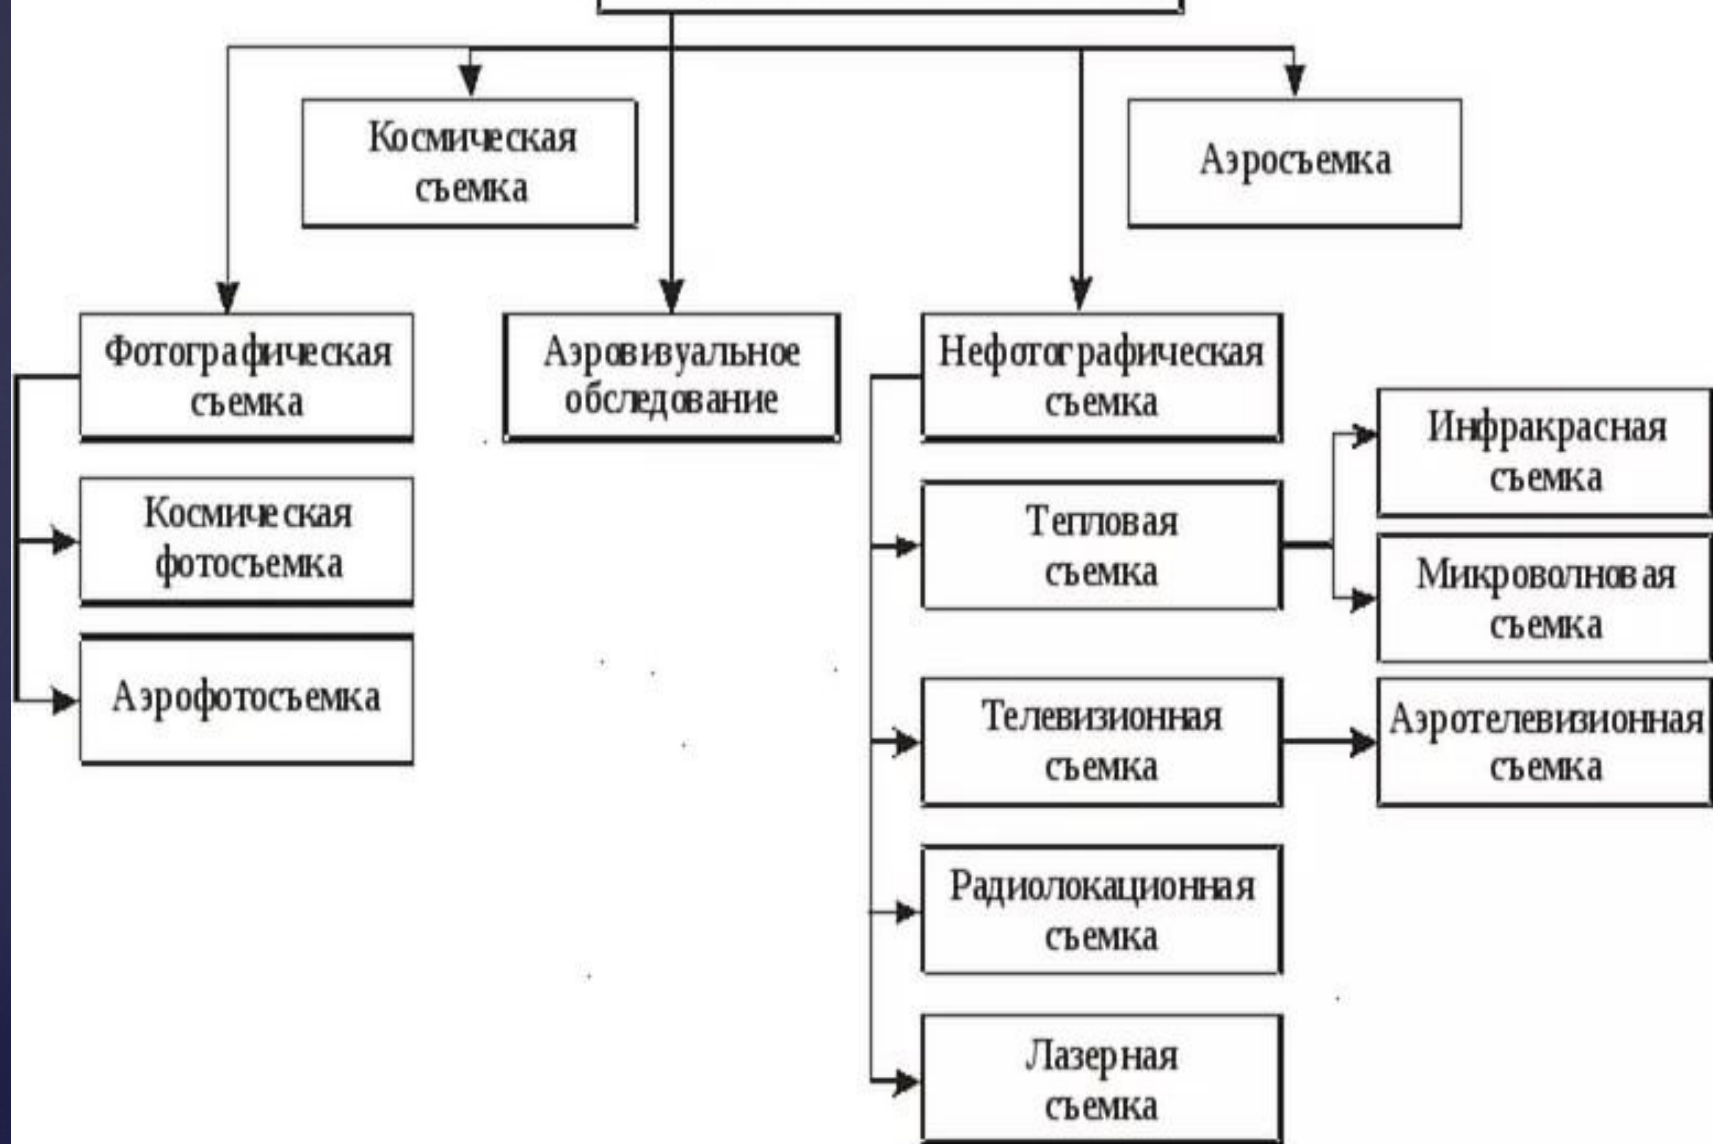 Космическая
съемка
Аэросъемка
Фотографическая
съемка
Аэровизуальное
обследование
Нефотографическая
съемка
Инфракрасная
съемка
Космическая
фотосъемка
Тепловая
съемка
Микроволновая
съемка
Аэрофотосъемка
Телевизионная
съемка
Аэротелевизионная
съемка
Радиолокационная
съемка
Лазерная
съемка